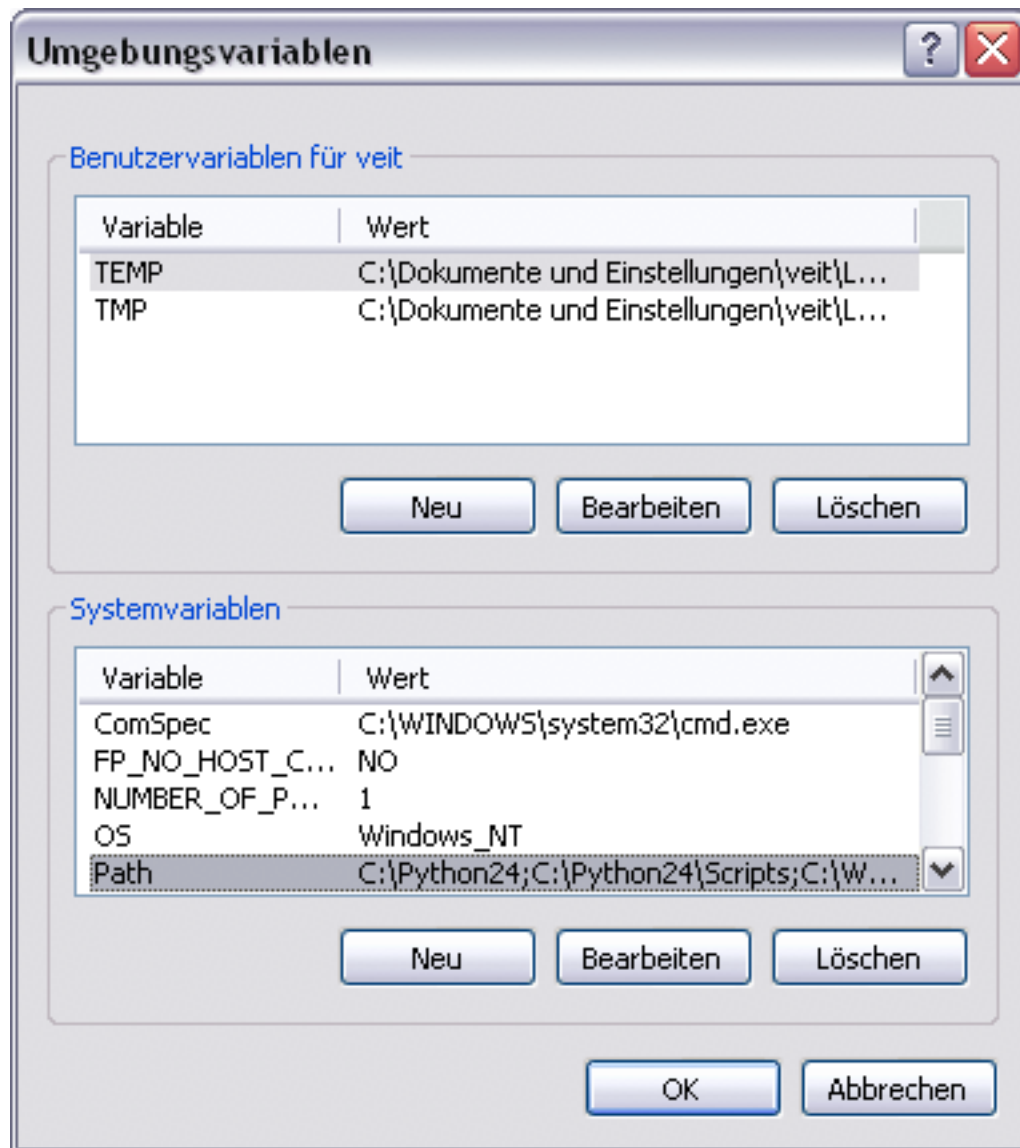 Umgebungsvariablen
Benutzervariablen für veit
Variable Wert
TEMP C:\Dokumente und Einstellungen\veit\L...
TMP C:\Dokumente und Einstellungen\veit\L...
Neu Bearbeiten Löschen
Systemvariablen
Variable Wert
ComSpec C:\WINDOWS\system32\cmd.exe
FP_NO_HOST_C... NO
NUMBER_OF_P... 1
OS Windows_NT
Path C:\Python24;C:\Python24\Scripts;C:\W...
Neu Bearbeiten Löschen
OK Abbrechen